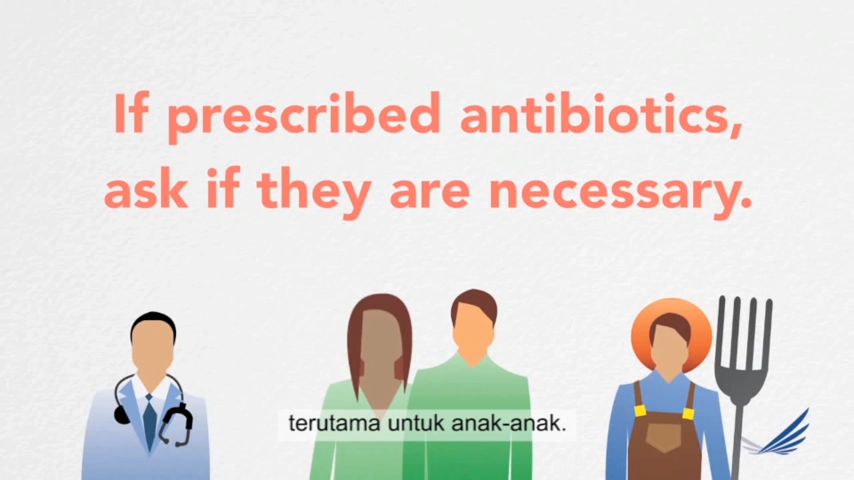 If prescribed antibiotics,
ask if they are necessary.
terutama untuk anak-anak.